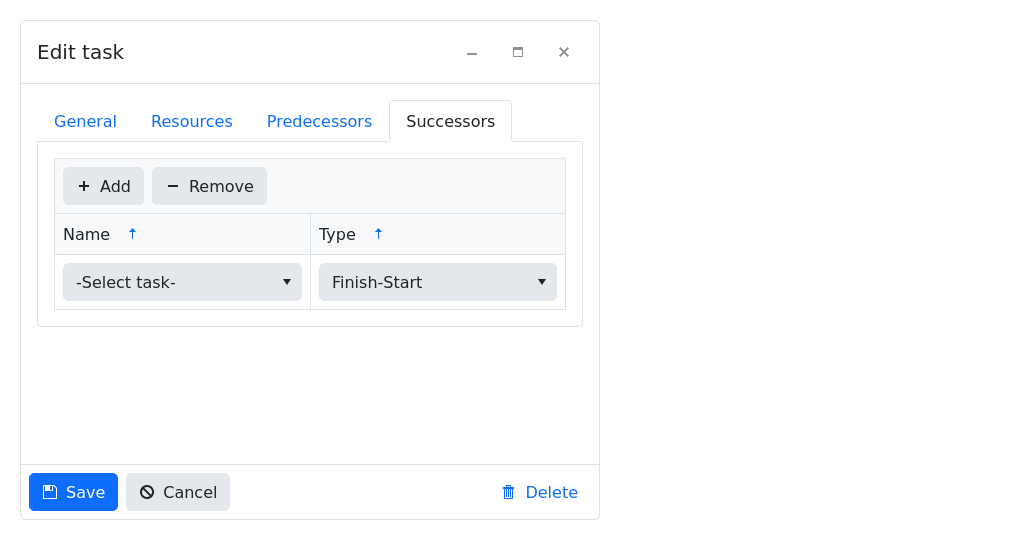 Edit task
General Resources Predecessors Successors
Add Remove
Name Type
-Select task- Finish-Start
Save Cancel Delete